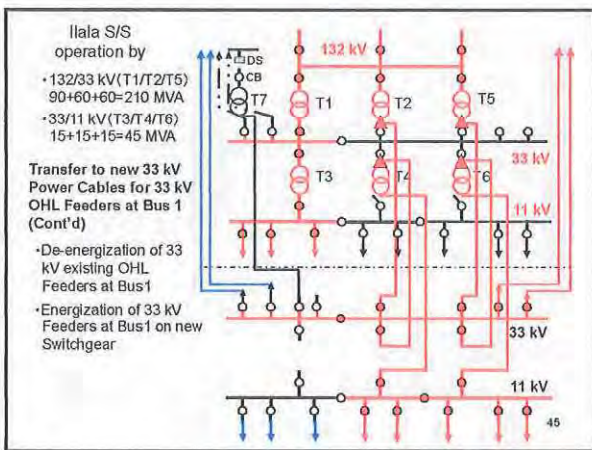 Ilala S/S
operation by
•132/33 kV(T1/T2/T5)
90+60+60=210 MVA
•33/11 kV(T3/T4/T6)
15+15+15=45 MVA
Transfer to new 33 kV
Power Cables for 33 kV
OHL Feeders at Bus 1
(Cont'd)
•De-energization of 33
kV existing OHL
Feeders at Bus1
•Energization of 33 kV
Feeders at Bus1 on new
Switchgear
132 kV
DS
CB
T7
T1
T2
T5
33 kV
T3
T4
T6
11 kV
33 kV
11 kV
45